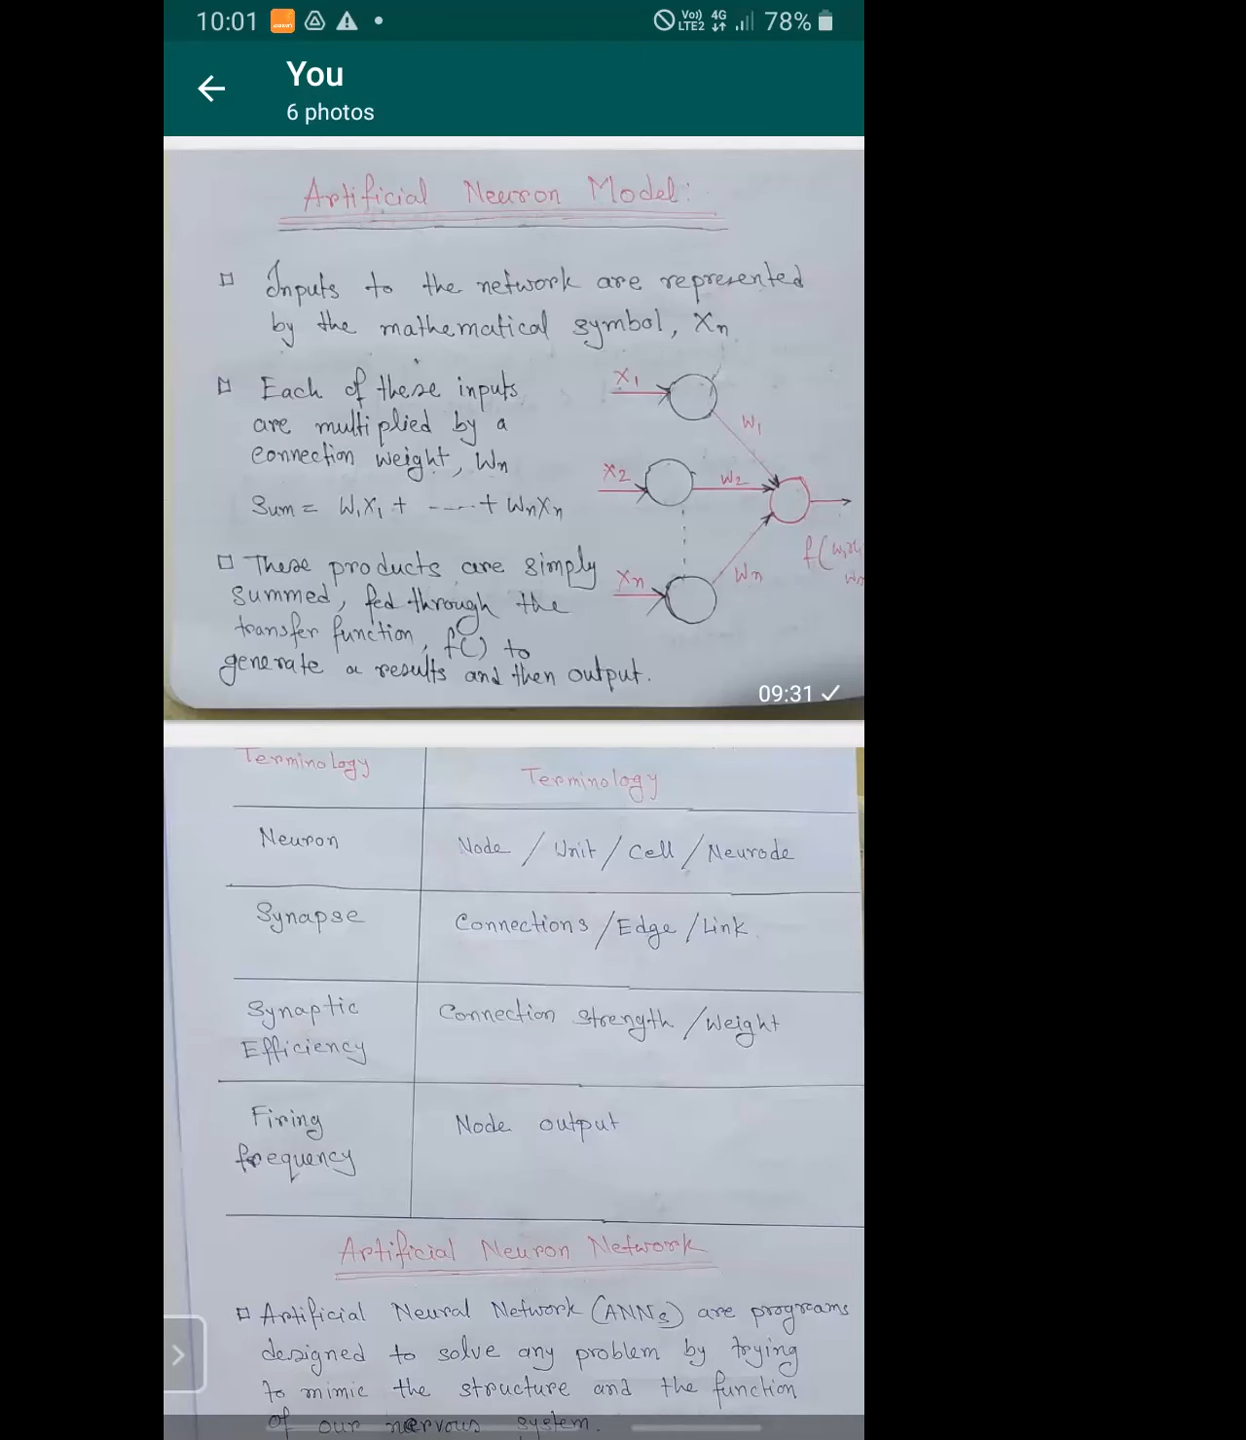 10:01
Vo)) 4G
LTE2 78%
You
6 photos
Artificial Neuron Model:
Inputs to the network are represented
by the mathematical symbol, Xn
Each of these inputs
are multiplied by a
connection weight, Wn
Sum = W1X1 + -----+ WnXn
These products are simply
summed, fed through the
transfer function, f() to
generate a results and then output.
X1
W1
X2
W2
Xn
Wn
f(w1x1
wn
09:31
Terminology Terminology
Neuron Node / Unit / Cell / Neurode
Synapse Connections / Edge / Link
Synaptic Connection strength / Weight
Efficiency
Firing Node output
frequency
Artificial Neuron Network
Artificial Neural Network (ANNs) are programs
designed to solve any problem by trying
to mimic the structure and the function
of our nervous system.